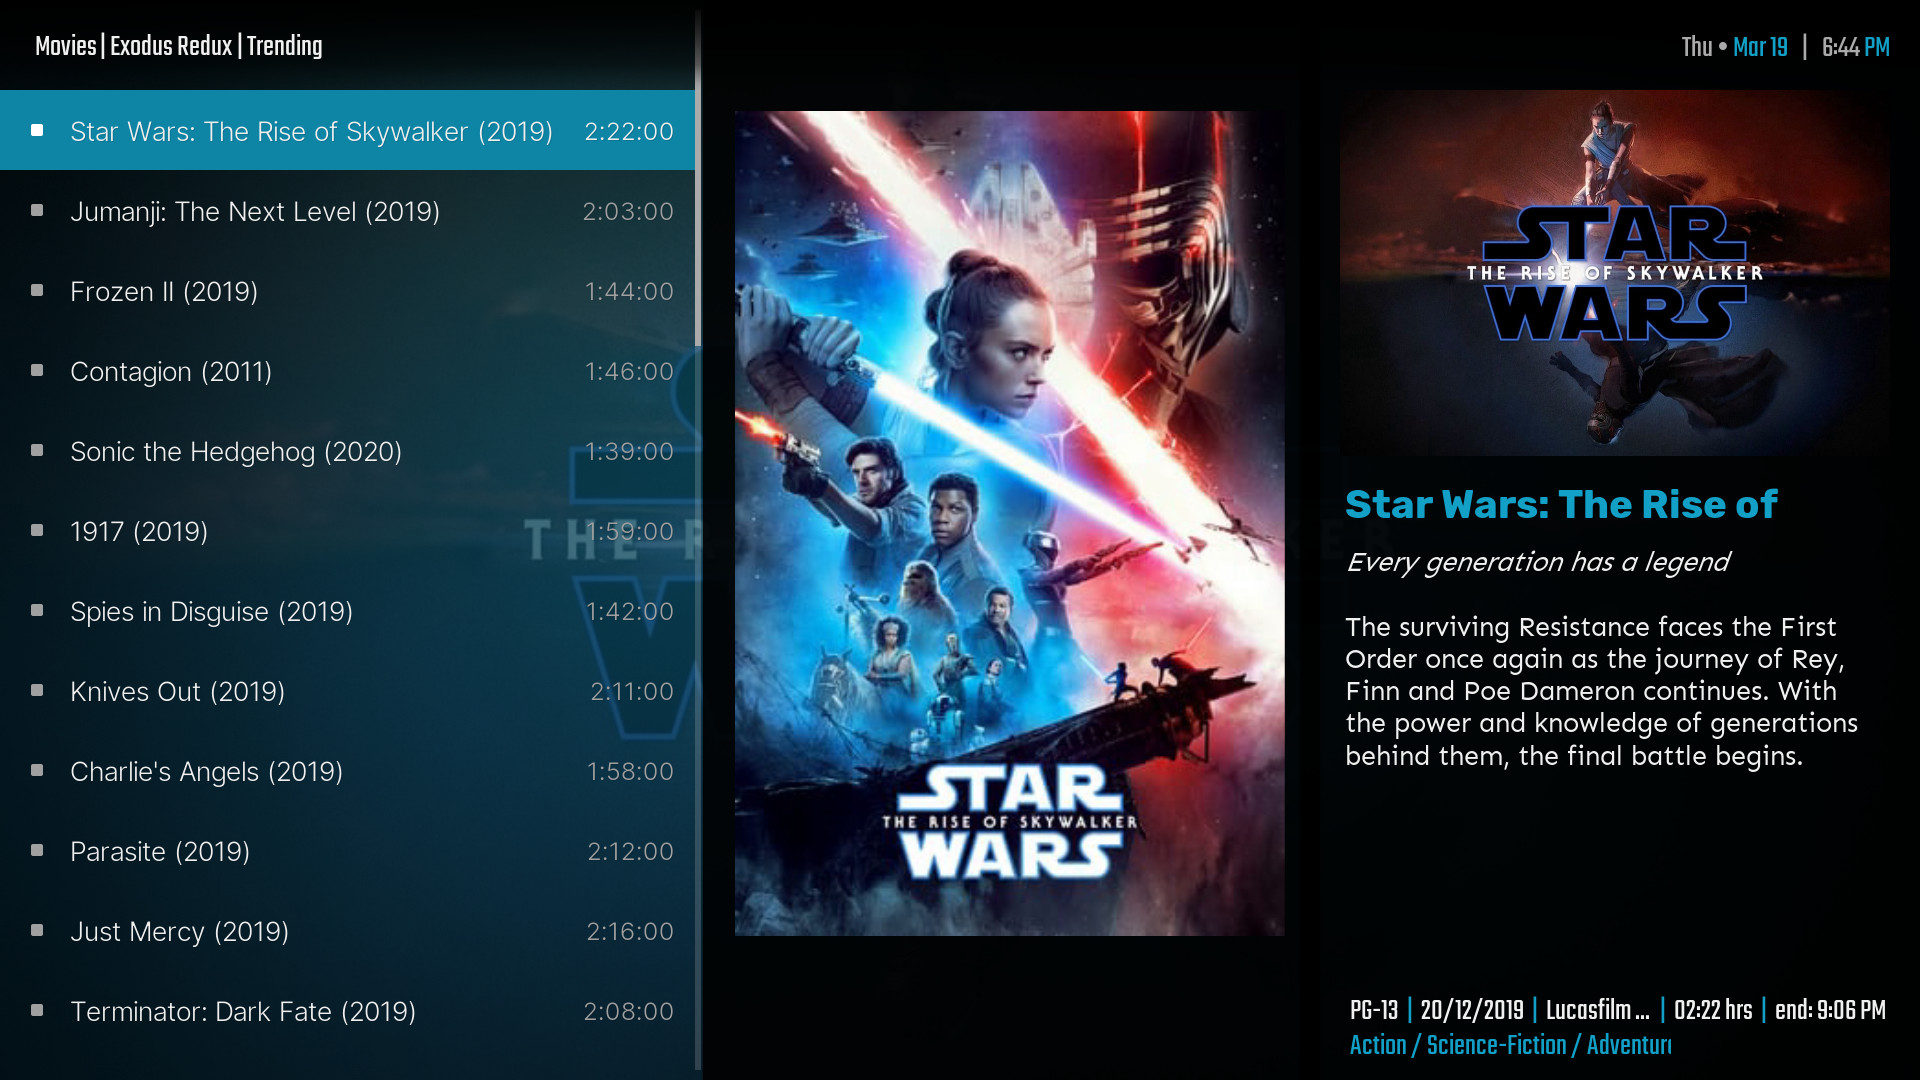 Movies | Exodus Redux | Trending
Thu • Mar 19 | 6:44 PM
Star Wars: The Rise of Skywalker (2019) 2:22:00
Jumanji: The Next Level (2019) 2:03:00
Frozen II (2019) 1:44:00
Contagion (2011) 1:46:00
Sonic the Hedgehog (2020) 1:39:00
1917 (2019) 1:59:00
Spies in Disguise (2019) 1:42:00
Knives Out (2019) 2:11:00
Charlie's Angels (2019) 1:58:00
Parasite (2019) 2:12:00
Just Mercy (2019) 2:16:00
Terminator: Dark Fate (2019) 2:08:00
STAR
THE RISE OF SKYWALKER
WARS
STAR
THE RISE OF SKYWALKER
WARS
Star Wars: The Rise of
Every generation has a legend
The surviving Resistance faces the First
Order once again as the journey of Rey,
Finn and Poe Dameron continues. With
the power and knowledge of generations
behind them, the final battle begins.
PG-13 | 20/12/2019 | Lucasfilm ... | 02:22 hrs | end: 9:06 PM
Action / Science-Fiction / Adventur